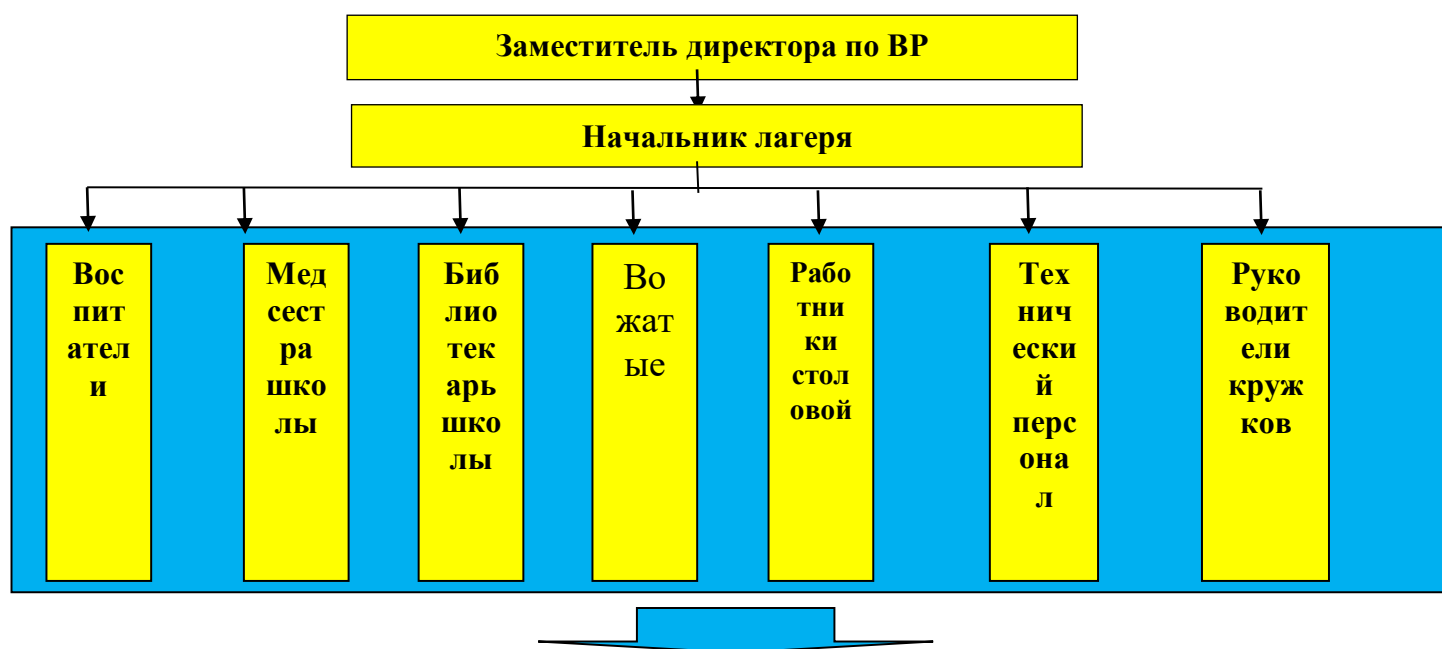 Заместитель директора по ВР
Начальник лагеря
Вос
пит
ател
и
Мед
сест
ра
шко
лы
Биб
лио
тек
арь
шко
лы
Во
жат
ые
Рабо
тни
ки
стол
овой
Тех
нич
ески
й
перс
она
л
Руко
водит
ели
круж
ков